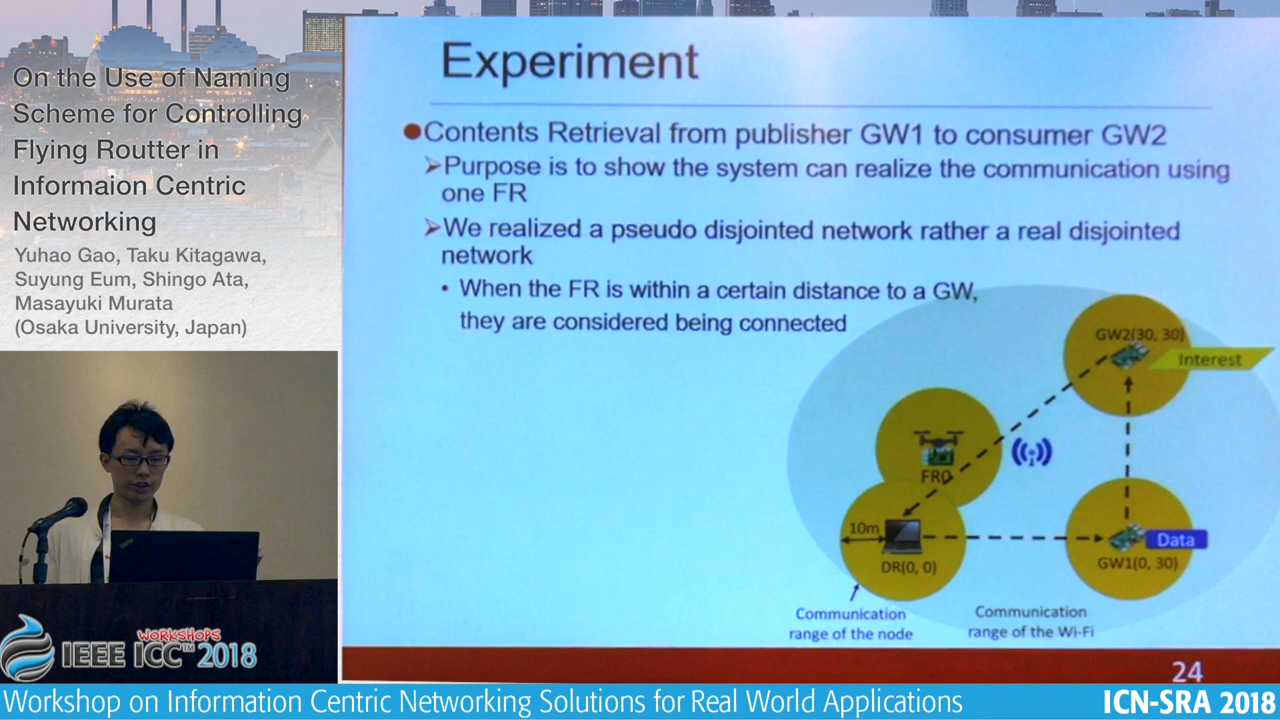 On the Use of Naming
Scheme for Controlling
Flying Routter in
Informaion Centric
Networking
Yuhao Gao, Taku Kitagawa,
Suyung Eum, Shingo Ata,
Masayuki Murata
(Osaka University, Japan)
WORKSHOPS
IEEE ICC™ 2018
Experiment
Contents Retrieval from publisher GW1 to consumer GW2
Purpose is to show the system can realize the communication using
one FR
We realized a pseudo disjointed network rather a real disjointed
network
• When the FR is within a certain distance to a GW,
they are considered being connected
GW2(30, 30)
Interest
FR0
10m
Data
DR(0, 0)
GW1(0, 30)
Communication
range of the node
Communication
range of the Wi-Fi
24
Workshop on Information Centric Networking Solutions for Real World Applications
ICN-SRA 2018